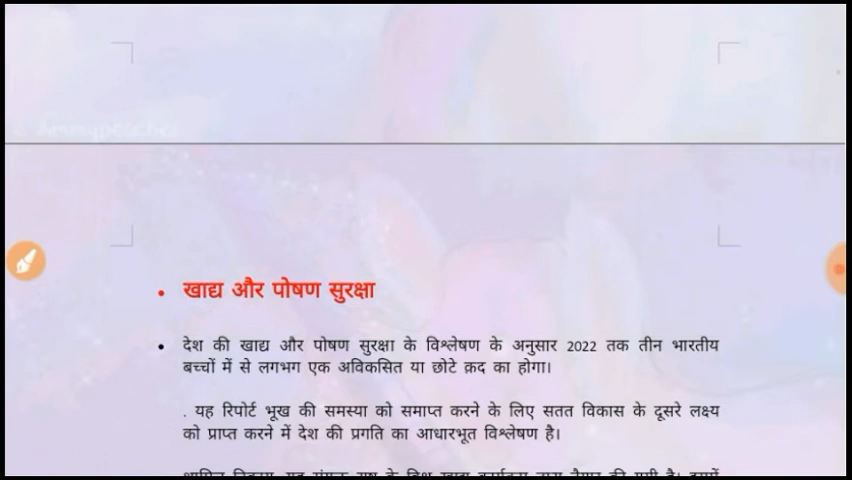 खाद्य और पोषण सुरक्षा
देश की खाद्य और पोषण सुरक्षा के विश्लेषण के अनुसार 2022 तक तीन भारतीय
बच्चों में से लगभग एक अविकसित या छोटे क़द का होगा।
. यह रिपोर्ट भूख की समस्या को समाप्त करने के लिए सतत विकास के दूसरे लक्ष्य
को प्राप्त करने में देश की प्रगति का आधारभूत विश्लेषण है।